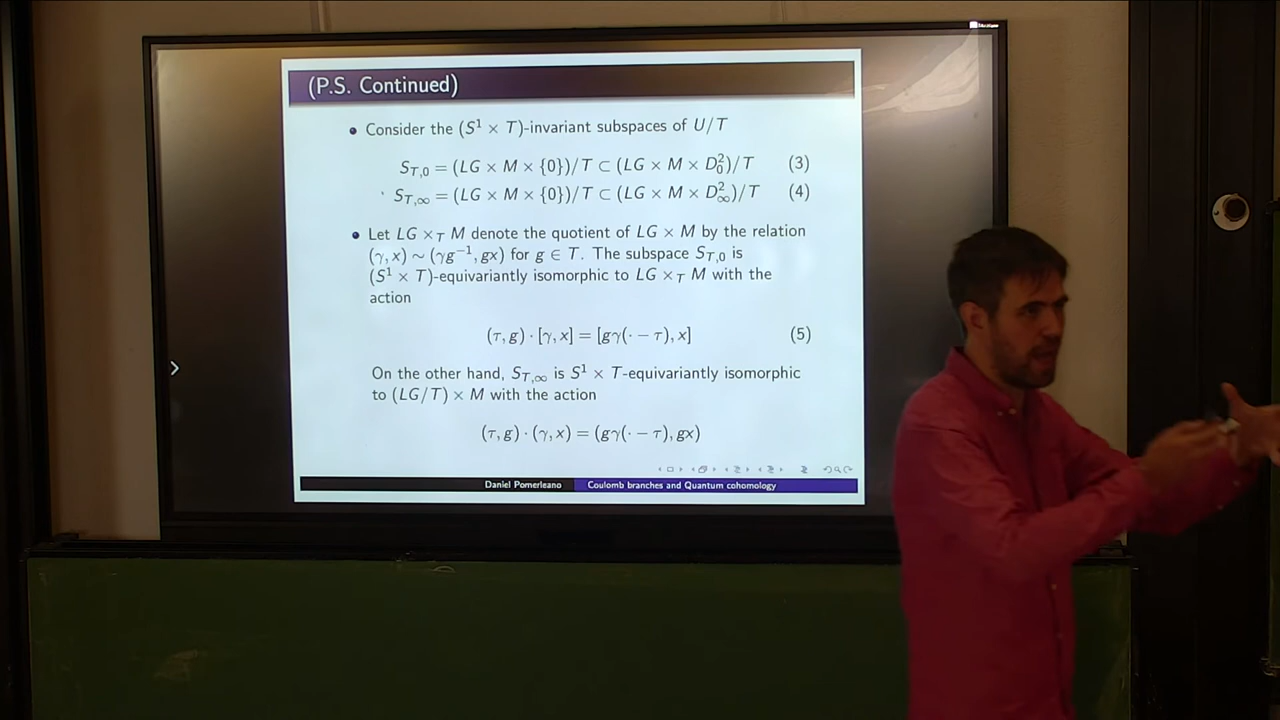 (P.S. Continued)
Consider the (S¹ × T)-invariant subspaces of U/T
S_{T,0} = (LG × M × {0})/T ⊂ (LG × M × D²₀)/T (3)
S_{T,∞} = (LG × M × {0})/T ⊂ (LG × M × D²_∞)/T (4)
Let LG ×_T M denote the quotient of LG × M by the relation
(γ, x) ∼ (γg⁻¹, gx) for g ∈ T. The subspace S_{T,0} is
(S¹ × T)-equivariantly isomorphic to LG ×_T M with the
action
(τ, g) · [γ, x] = [gγ(· − τ), x] (5)
On the other hand, S_{T,∞} is S¹ × T-equivariantly isomorphic
to (LG/T) × M with the action
(τ, g) · (γ, x) = (gγ(· − τ), gx)
Daniel Pomerleano Coulomb branches and Quantum cohomology